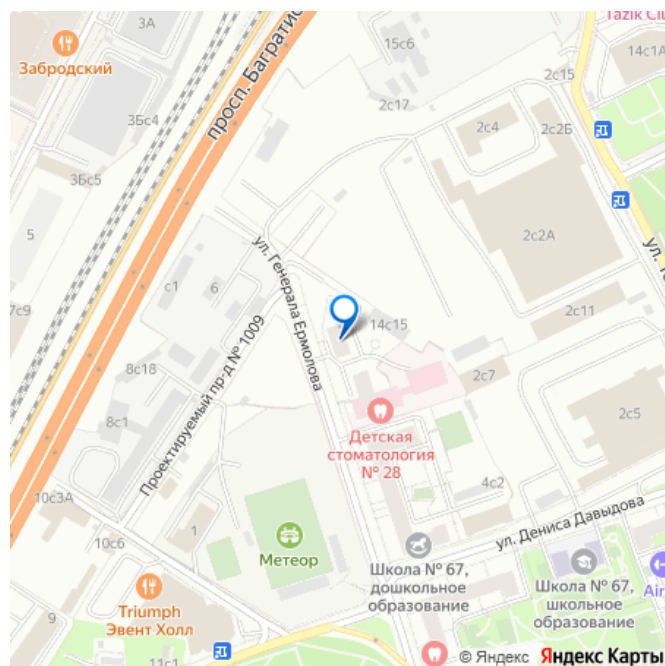 Tazik Clu
3А
15с6
14с1А
Забродский
2с15
2с17
просп. Багратио
3Бс4
2с4
2с2Б
3Бс5
5
2с2А
ул. Генерала Ермолова
с1
6
7с9
2с11
14с15
Проектируемый пр-д № 1009
8с18
2с7
8с1
2с5
Детская
стоматология
№ 28
4с2
10с3А
ул. Дениса Давыдова
1
10с6
Метеор
Школа № 67,
дошкольное
образование
Школа № 67,
школьное
образование
Air
Triumph
Эвент Холл
9
11с1
© Яндекс Яндекс Карты